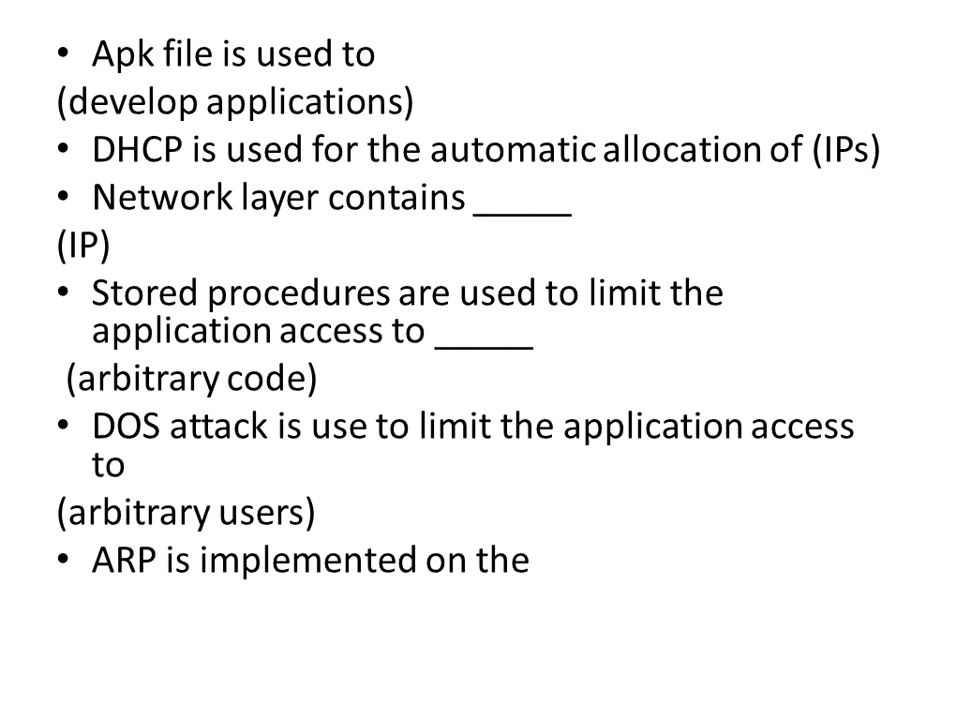 • Apk file is used to
(develop applications)
• DHCP is used for the automatic allocation of (IPs)
• Network layer contains _____
(IP)
• Stored procedures are used to limit the
application access to _____
(arbitrary code)
• DOS attack is use to limit the application access
to
(arbitrary users)
• ARP is implemented on the